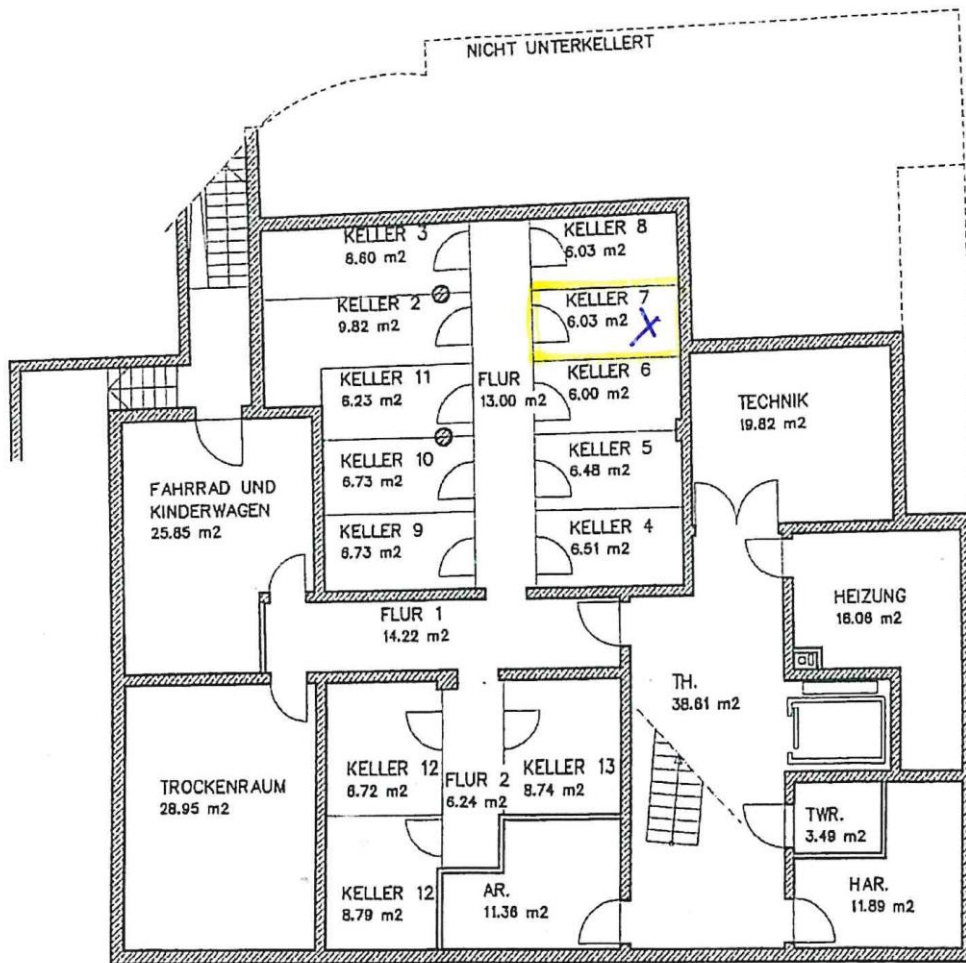 NICHT UNTERKELLERT
KELLER 3
8.60 m2
KELLER 8
6.03 m2
KELLER 2
9.82 m2
KELLER 7
6.03 m2
X
KELLER 11
6.23 m2
FLUR
13.00 m2
KELLER 6
6.00 m2
TECHNIK
19.82 m2
KELLER 10
6.73 m2
KELLER 5
6.48 m2
FAHRRAD UND
KINDERWAGEN
25.85 m2
KELLER 9
6.73 m2
KELLER 4
6.51 m2
HEIZUNG
16.06 m2
FLUR 1
14.22 m2
TH.
38.61 m2
TROCKENRAUM
28.95 m2
KELLER 12
8.72 m2
FLUR 2
6.24 m2
KELLER 13
8.74 m2
TWR.
3.49 m2
KELLER 12
8.79 m2
AR.
11.36 m2
HAR.
11.89 m2